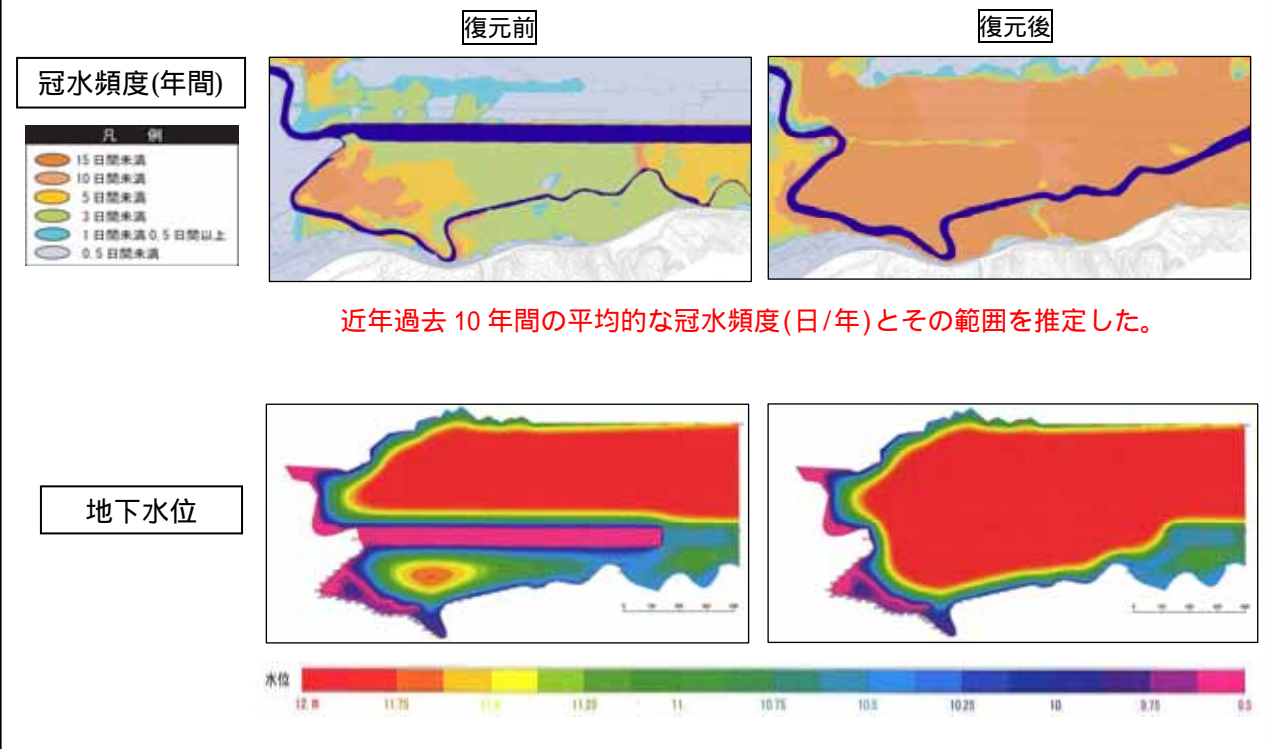 復元前
復元後
冠水頻度(年間)
凡 例
15日間未満
10日間未満
5日間未満
3日間未満
1日間未満0.5日間以上
0.5日間未満
近年過去10年間の平均的な冠水頻度(日/年)とその範囲を推定した。
地下水位
水位
11.75 11.25 11. 10.75 10.5 10.25 10. 9.75 9.5